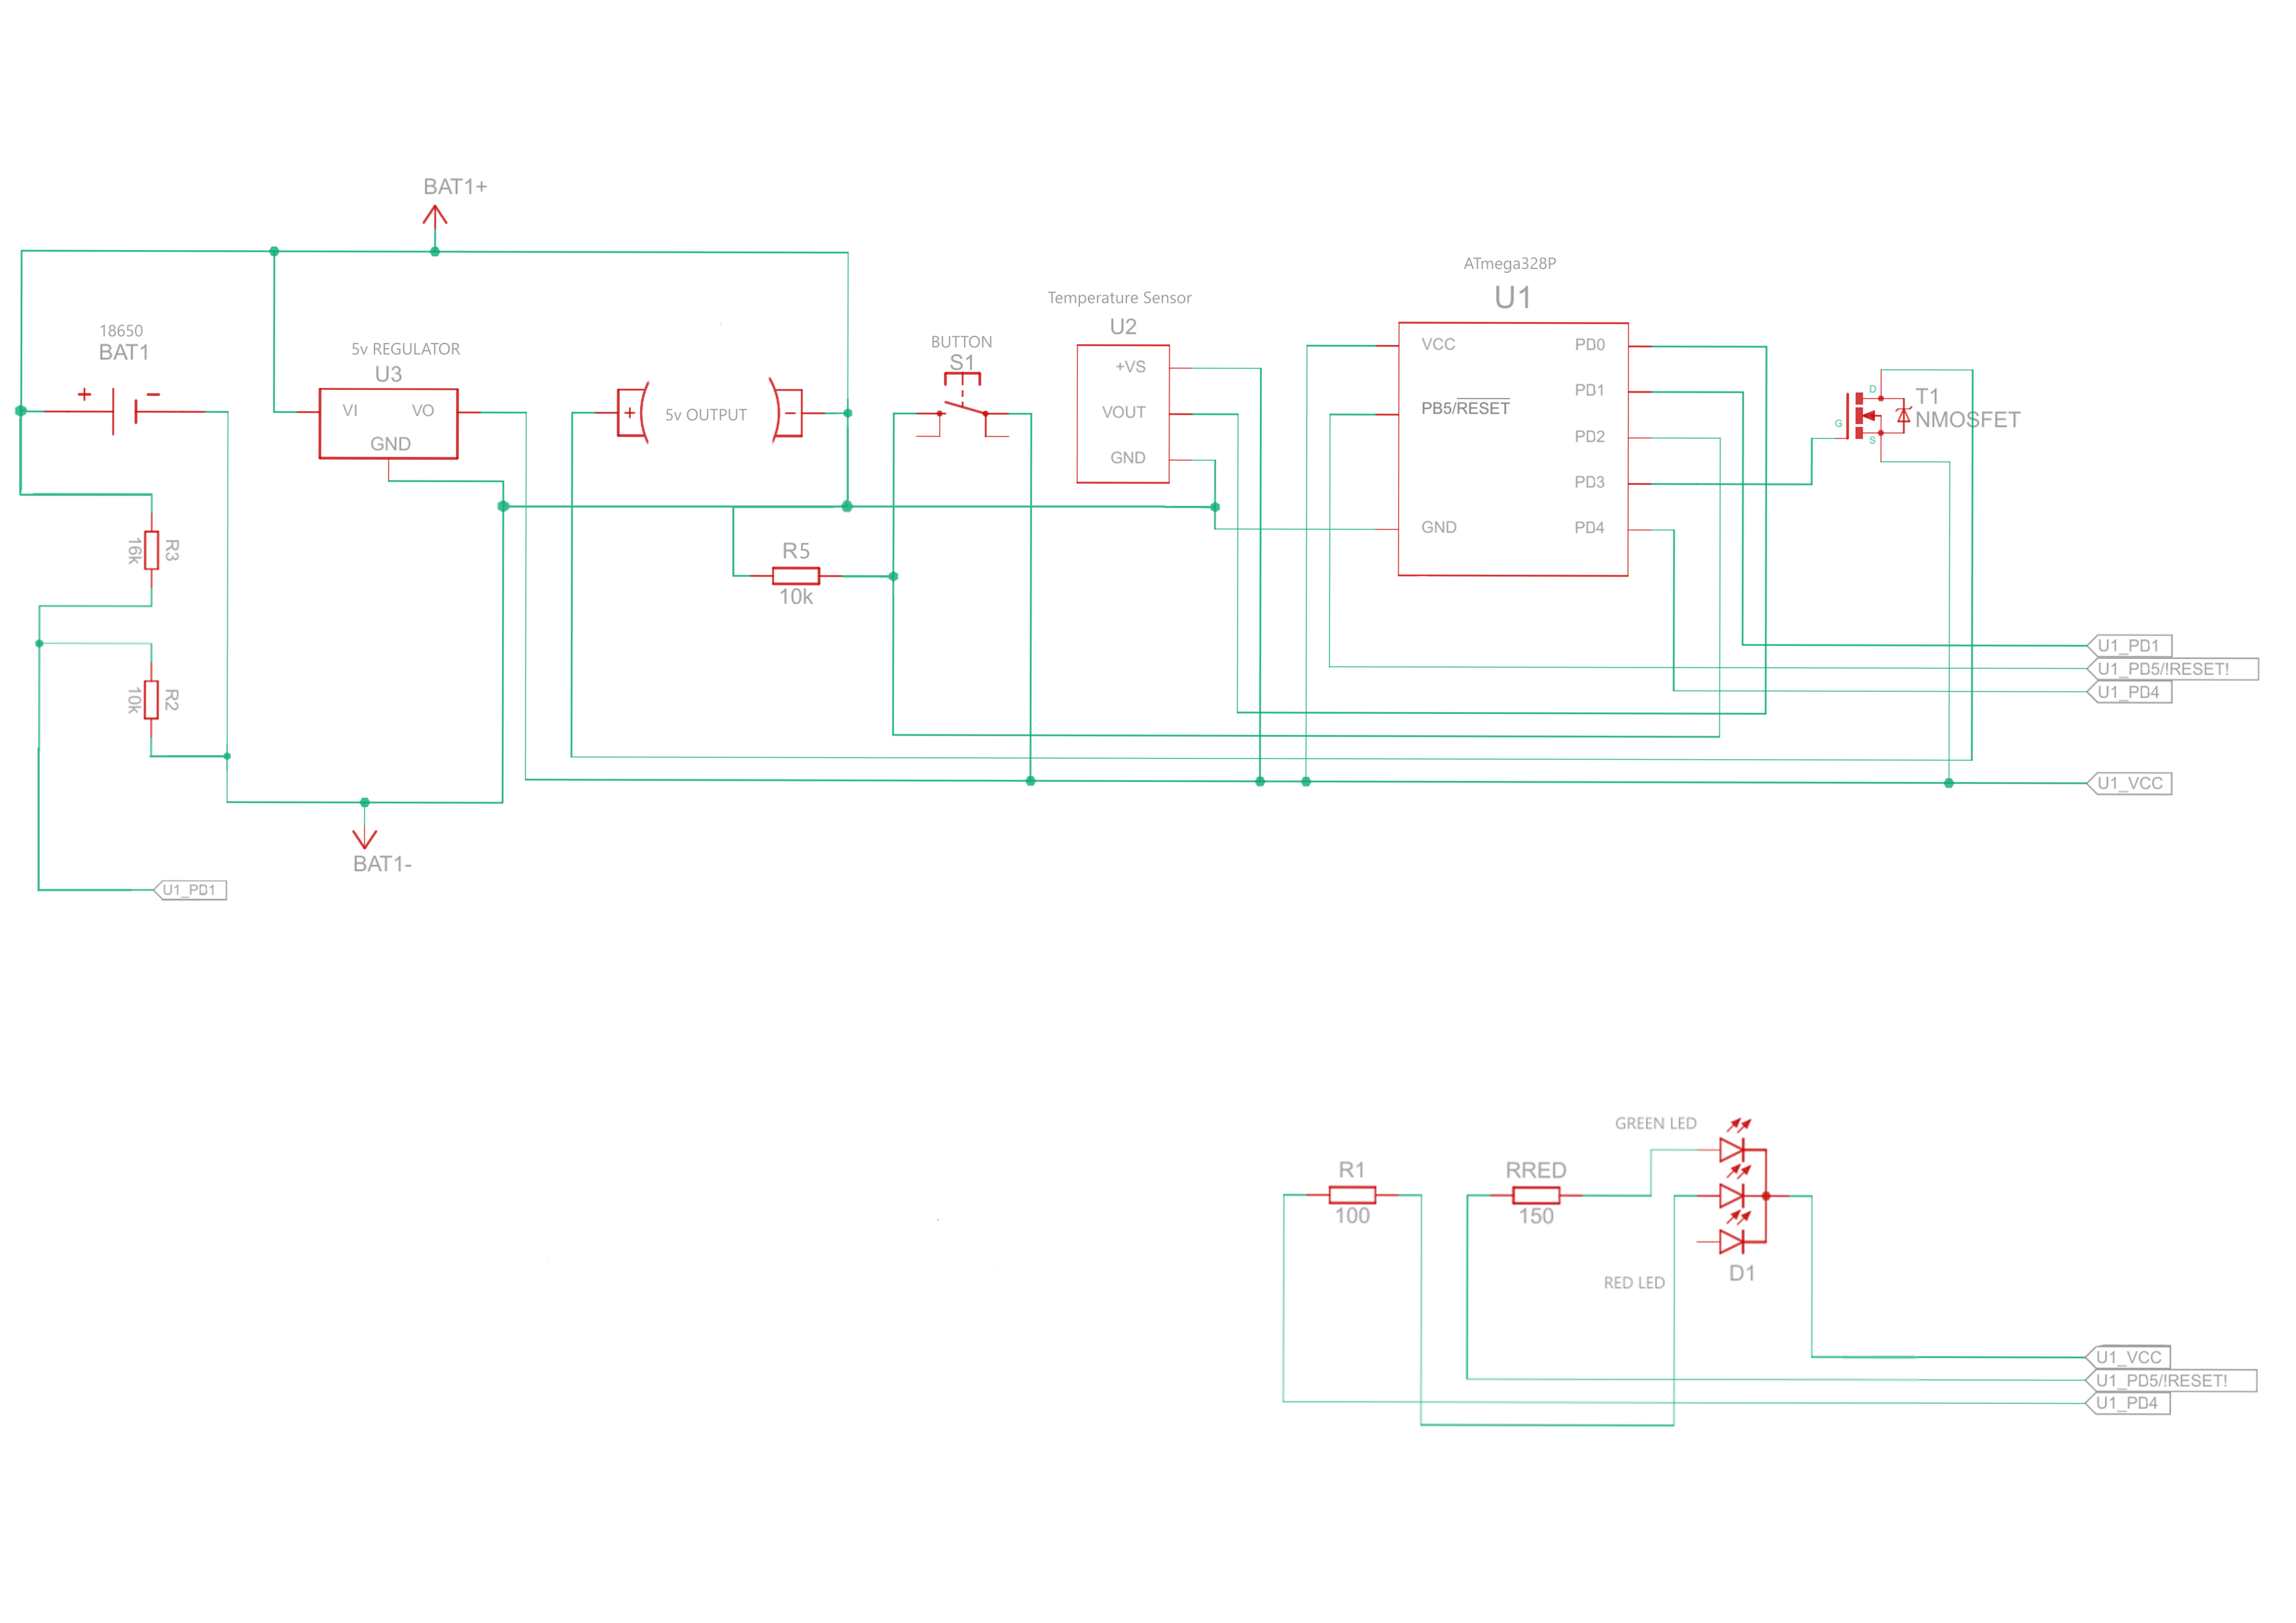 BAT1+
18650
BAT1
+
−
5v REGULATOR
U3
VI
VO
GND
+
5v OUTPUT
−
BUTTON
S1
Temperature Sensor
U2
+VS
VOUT
GND
ATmega328P
U1
VCC
PB5/RESET
GND
PD0
PD1
PD2
PD3
PD4
D
G
S
T1
NMOSFET
R3
16k
R5
10k
R2
10k
U1_PD1
U1_PD5/!RESET!
U1_PD4
U1_VCC
BAT1-
U1_PD1
GREEN LED
R1
100
RRED
150
RED LED
D1
U1_VCC
U1_PD5/!RESET!
U1_PD4